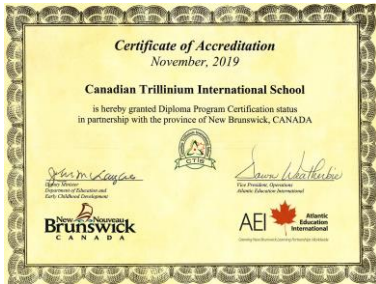 Certificate of Accreditation
November, 2019
Canadian Trillinium International School
is hereby granted Diploma Program Certification status
in partnership with the province of New Brunswick, CANADA
CTIS
Deputy Minister
Department of Education and
Early Childhood Development
Vice President, Operations
Atlantic Education International
New Nouveau
Brunswick
CANADA
AEI
Atlantic
Education
International